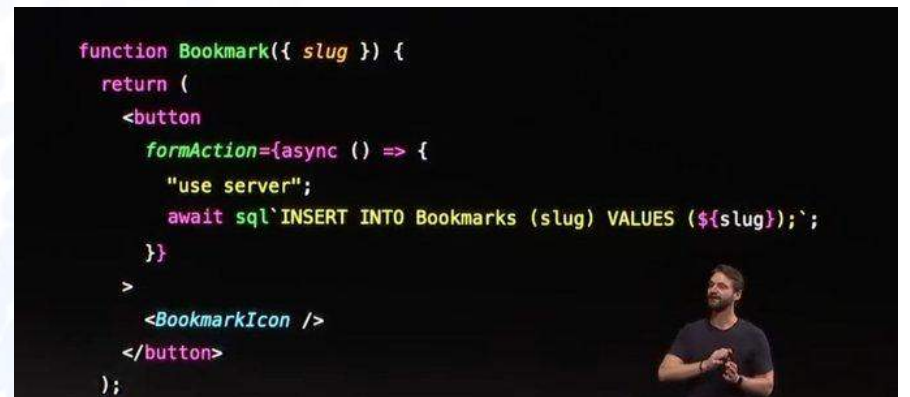 function Bookmark({ slug }) {
return (
<button
formAction={async () => {
"use server";
await sql`INSERT INTO Bookmarks (slug) VALUES (${slug});`;
}}
>
<BookmarkIcon />
</button>
);